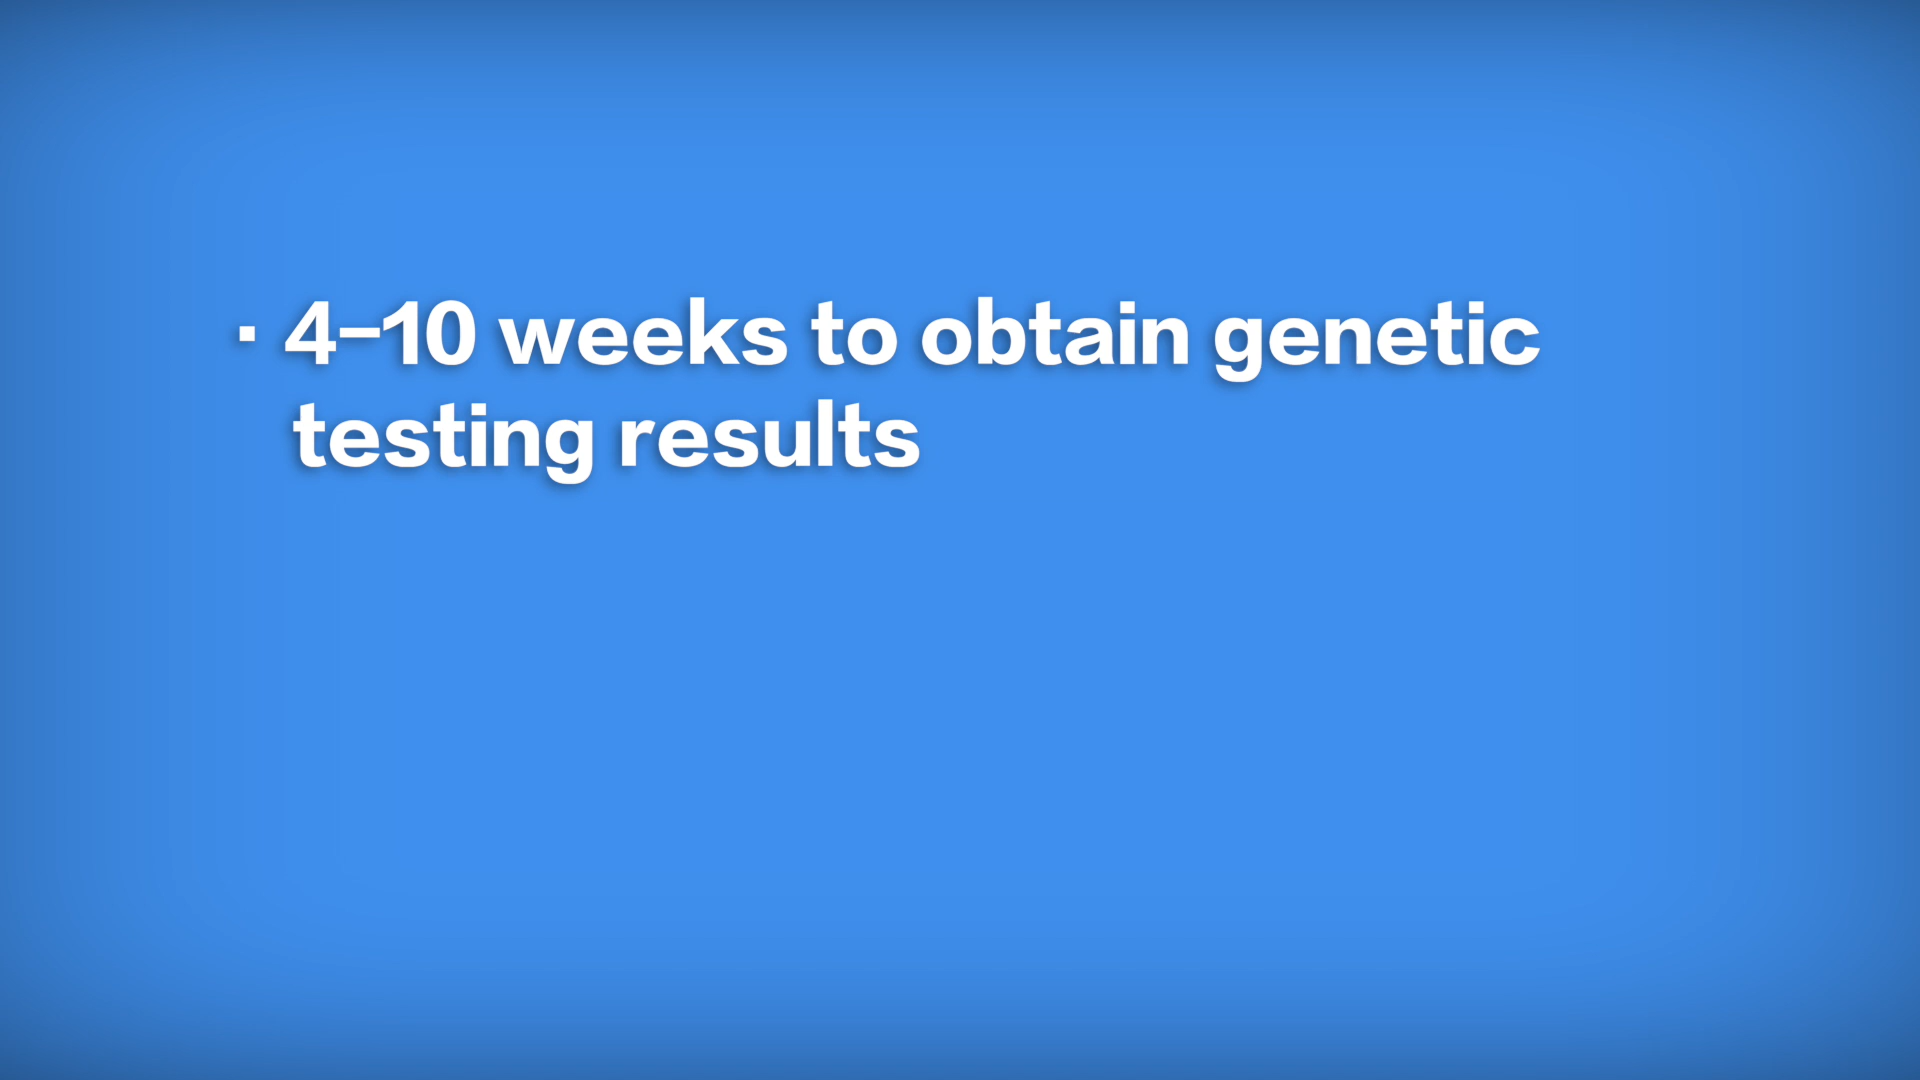 · 4–10 weeks to obtain genetic
testing results